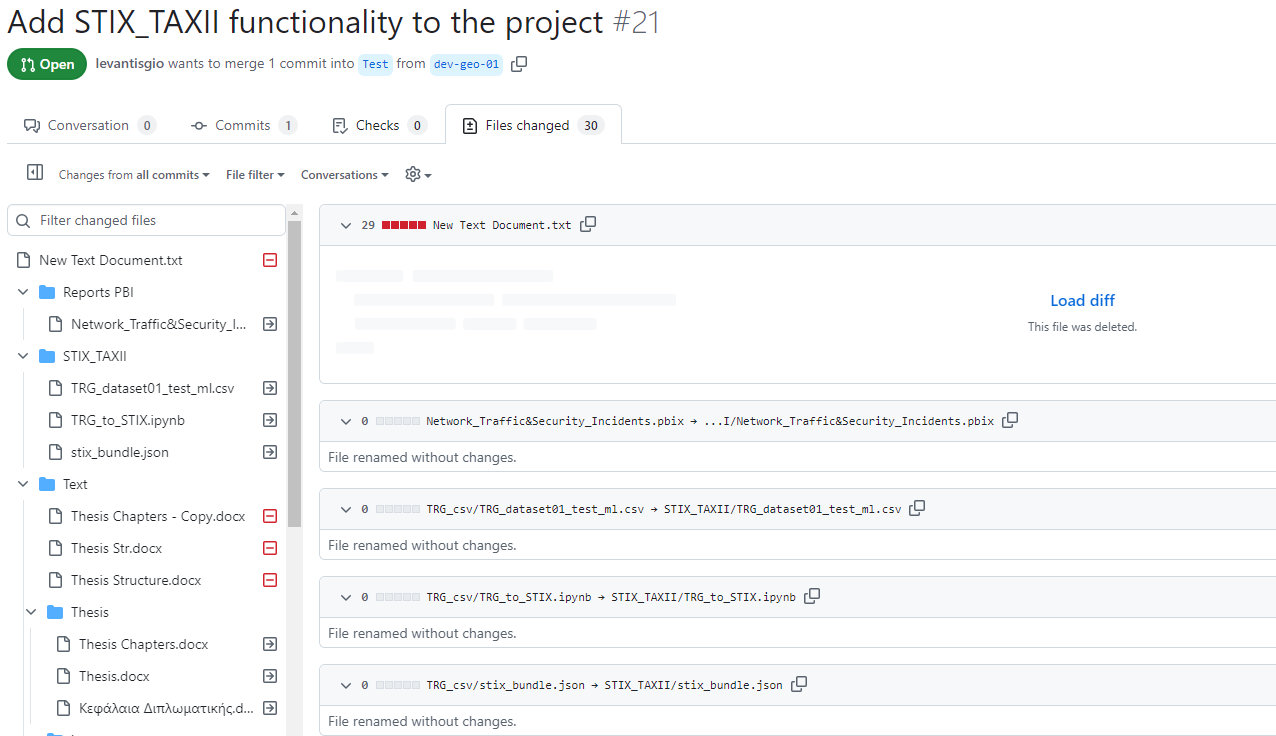 Add STIX_TAXII functionality to the project #21
Open levantisgio wants to merge 1 commit into Test from dev-geo-01
Conversation 0 Commits 1 Checks 0 Files changed 30
Changes from all commits File filter Conversations
Filter changed files
New Text Document.txt
Reports PBI
Network_Traffic&Security_I...
STIX_TAXII
TRG_dataset01_test_ml.csv
TRG_to_STIX.ipynb
stix_bundle.json
Text
Thesis Chapters - Copy.docx
Thesis Str.docx
Thesis Structure.docx
Thesis
Thesis Chapters.docx
Thesis.docx
Κεφάλαια Διπλωματικής.d...
29 New Text Document.txt
Load diff
This file was deleted.
0 Network_Traffic&Security_Incidents.pbix → ...I/Network_Traffic&Security_Incidents.pbix
File renamed without changes.
0 TRG_csv/TRG_dataset01_test_ml.csv → STIX_TAXII/TRG_dataset01_test_ml.csv
File renamed without changes.
0 TRG_csv/TRG_to_STIX.ipynb → STIX_TAXII/TRG_to_STIX.ipynb
File renamed without changes.
0 TRG_csv/stix_bundle.json → STIX_TAXII/stix_bundle.json
File renamed without changes.